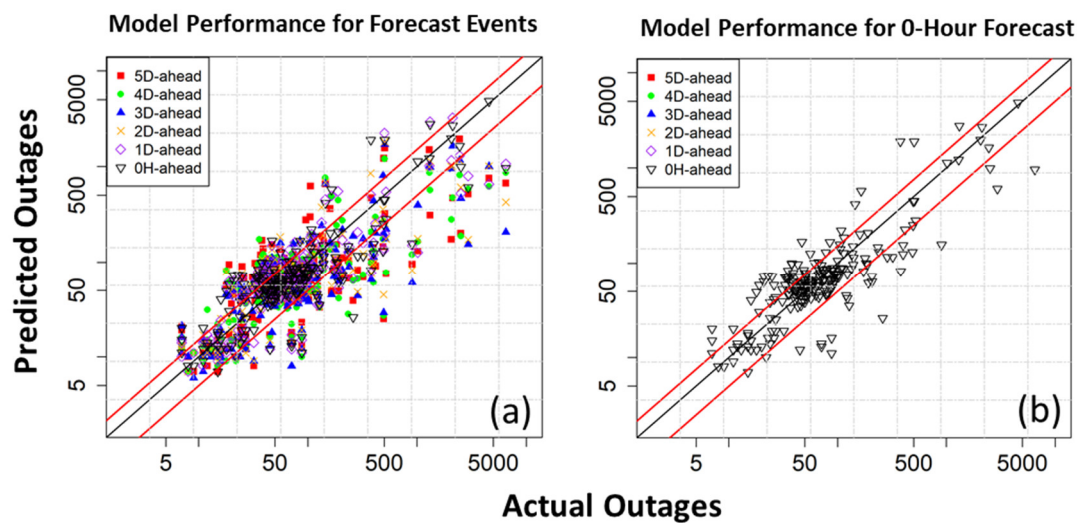 Model Performance for Forecast Events
Model Performance for 0-Hour Forecast
Predicted Outages
5000
500
50
5
5D-ahead
4D-ahead
3D-ahead
2D-ahead
1D-ahead
0H-ahead
(a)
5
50
500
5000
5000
500
50
5
5D-ahead
4D-ahead
3D-ahead
2D-ahead
1D-ahead
0H-ahead
(b)
5
50
500
5000
Actual Outages